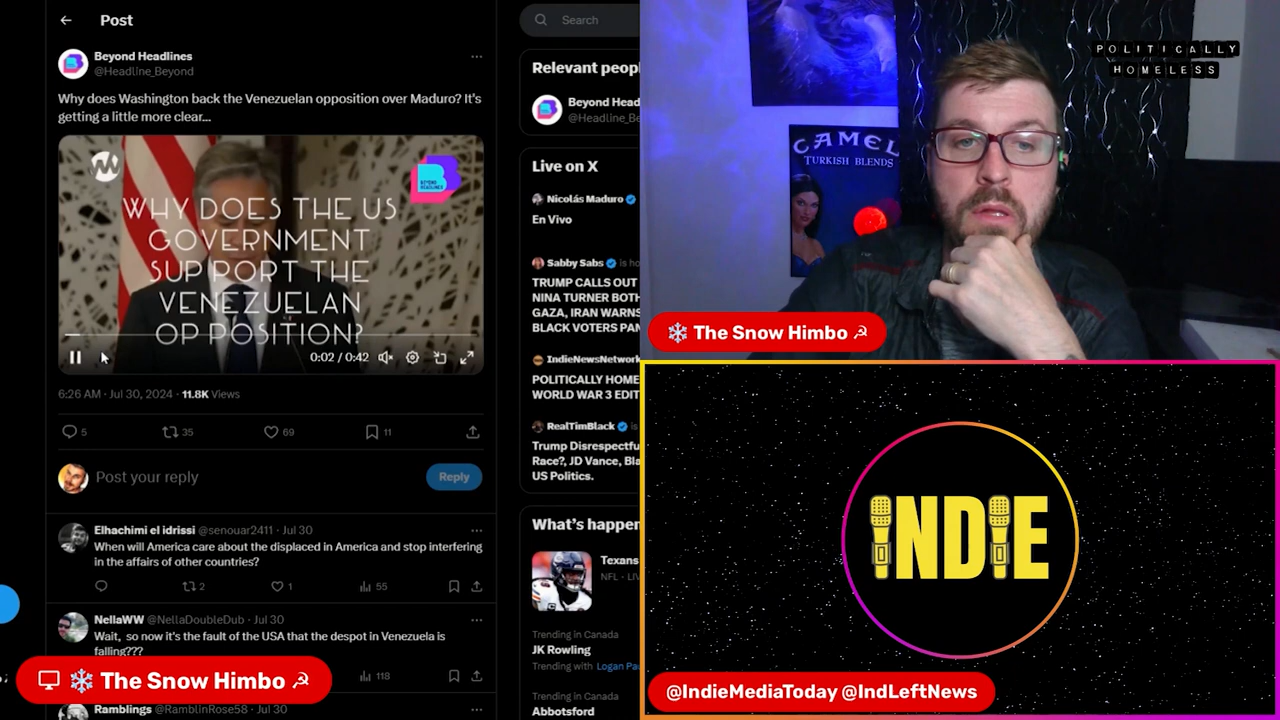 Post
Search
Beyond Headlines
@Headline_Beyond
Why does Washington back the Venezuelan opposition over Maduro? It's
getting a little more clear...
BEYOND
HEADLINES
WHY DOES THE US
GOVERNMENT
SUPPORT THE
VENEZUELAN
OPPOSITION?
0:02 / 0:42
6:26 AM · Jul 30, 2024 · 11.8K Views
5
35
69
11
Post your reply
Reply
Elhachimi el idrissi @senouar2411 · Jul 30
When will America care about the displaced in America and stop interfering
in the affairs of other countries?
2
1
55
NellaWW @NellaDoubleDub · Jul 30
Wait, so now it's the fault of the USA that the despot in Venezuela is
falling???
118
Ramblings @RamblinRose58 · Jul 30
Relevant peopl
Beyond Head
@Headline_Be
Live on X
Nicolás Maduro
En Vivo
Sabby Sabs is ho
TRUMP CALLS OUT
NINA TURNER BOTH
GAZA, IRAN WARNS
BLACK VOTERS PAN
IndieNewsNetwork
POLITICALLY HOME
WORLD WAR 3 EDIT
RealTimBlack is
Trump Disrespectfu
Race?, JD Vance, Bla
US Politics.
What's happen
Texans
NFL · LIV
Trending in Canada
JK Rowling
Trending with Logan Pau
Trending in Canada
Abbotsford
The Snow Himbo
POLITICALLY
HOMELESS
CAMEL
TURKISH BLENDS
The Snow Himbo
INDIE
@IndieMediaToday @IndLeftNews